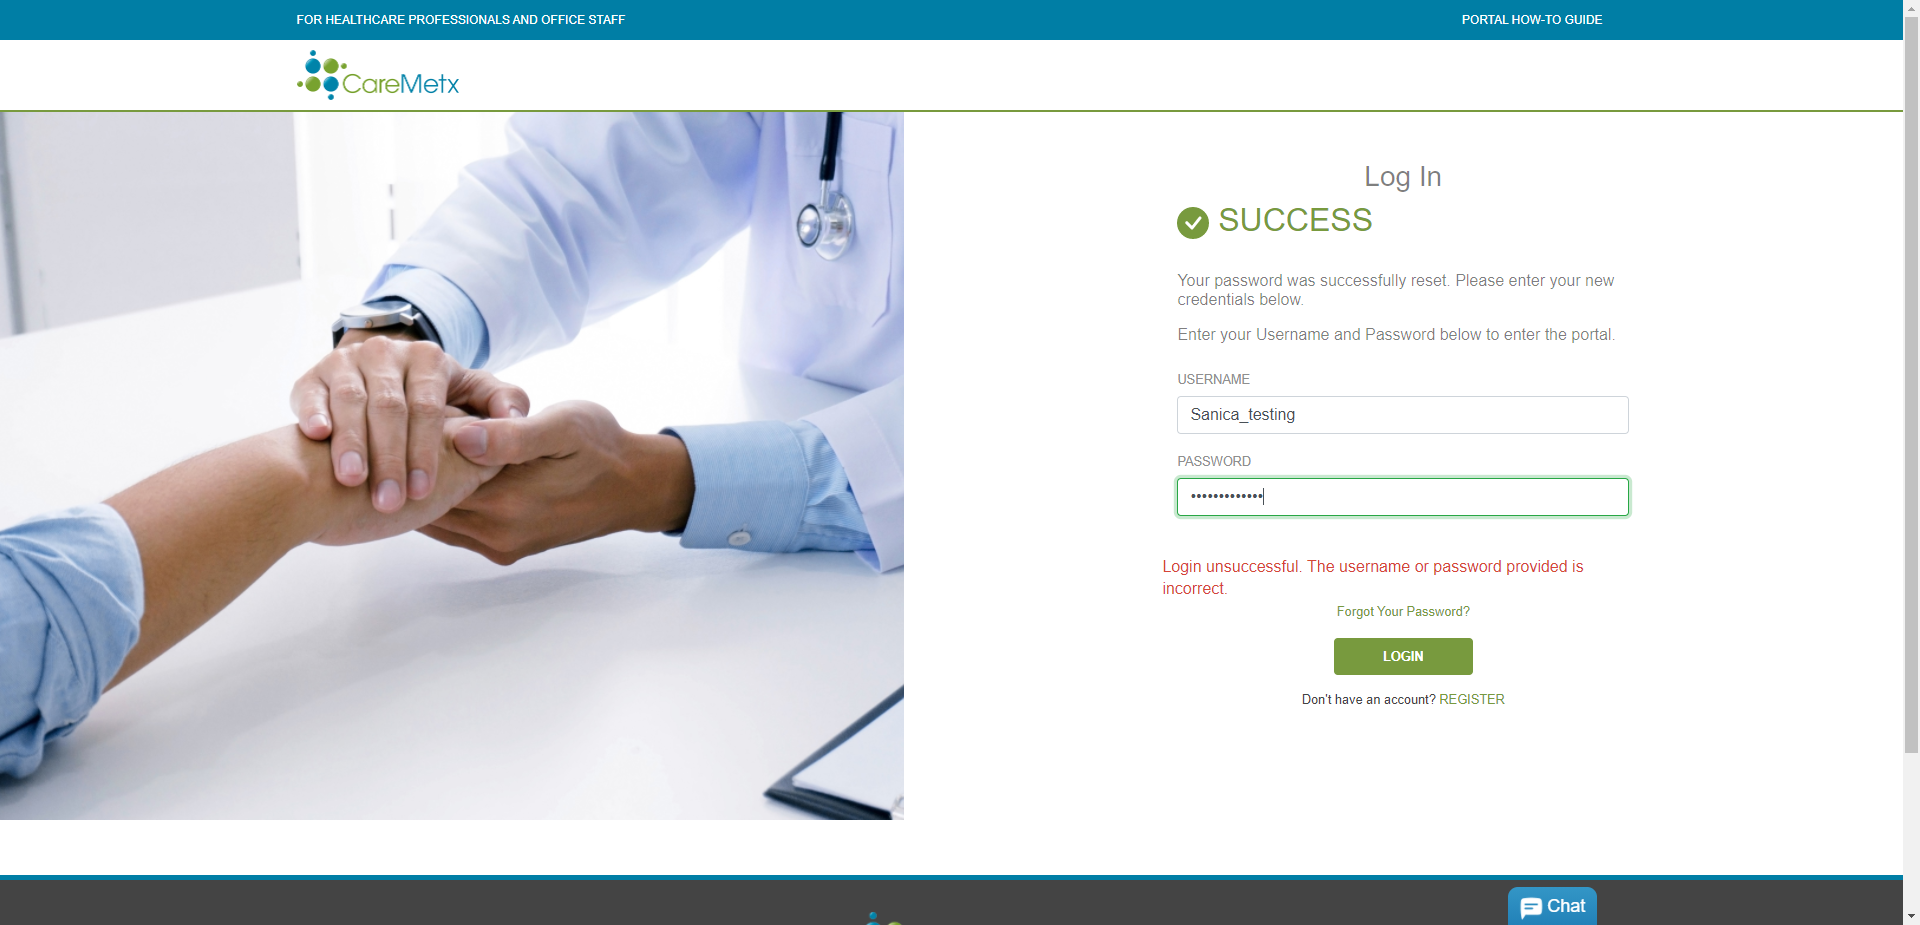 FOR HEALTHCARE PROFESSIONALS AND OFFICE STAFF
PORTAL HOW-TO GUIDE
CareMetx
Log In
SUCCESS
Your password was successfully reset. Please enter your new
credentials below.
Enter your Username and Password below to enter the portal.
USERNAME
Sanica_testing
PASSWORD
•••••••••••••
Login unsuccessful. The username or password provided is
incorrect.
Forgot Your Password?
LOGIN
Don't have an account? REGISTER
Chat